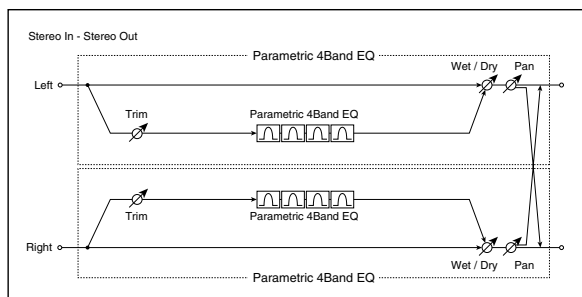 Stereo In - Stereo Out
Parametric 4Band EQ
Wet / Dry Pan
Left
Trim Parametric 4Band EQ
Trim Parametric 4Band EQ
Right
Wet / Dry Pan
Parametric 4Band EQ